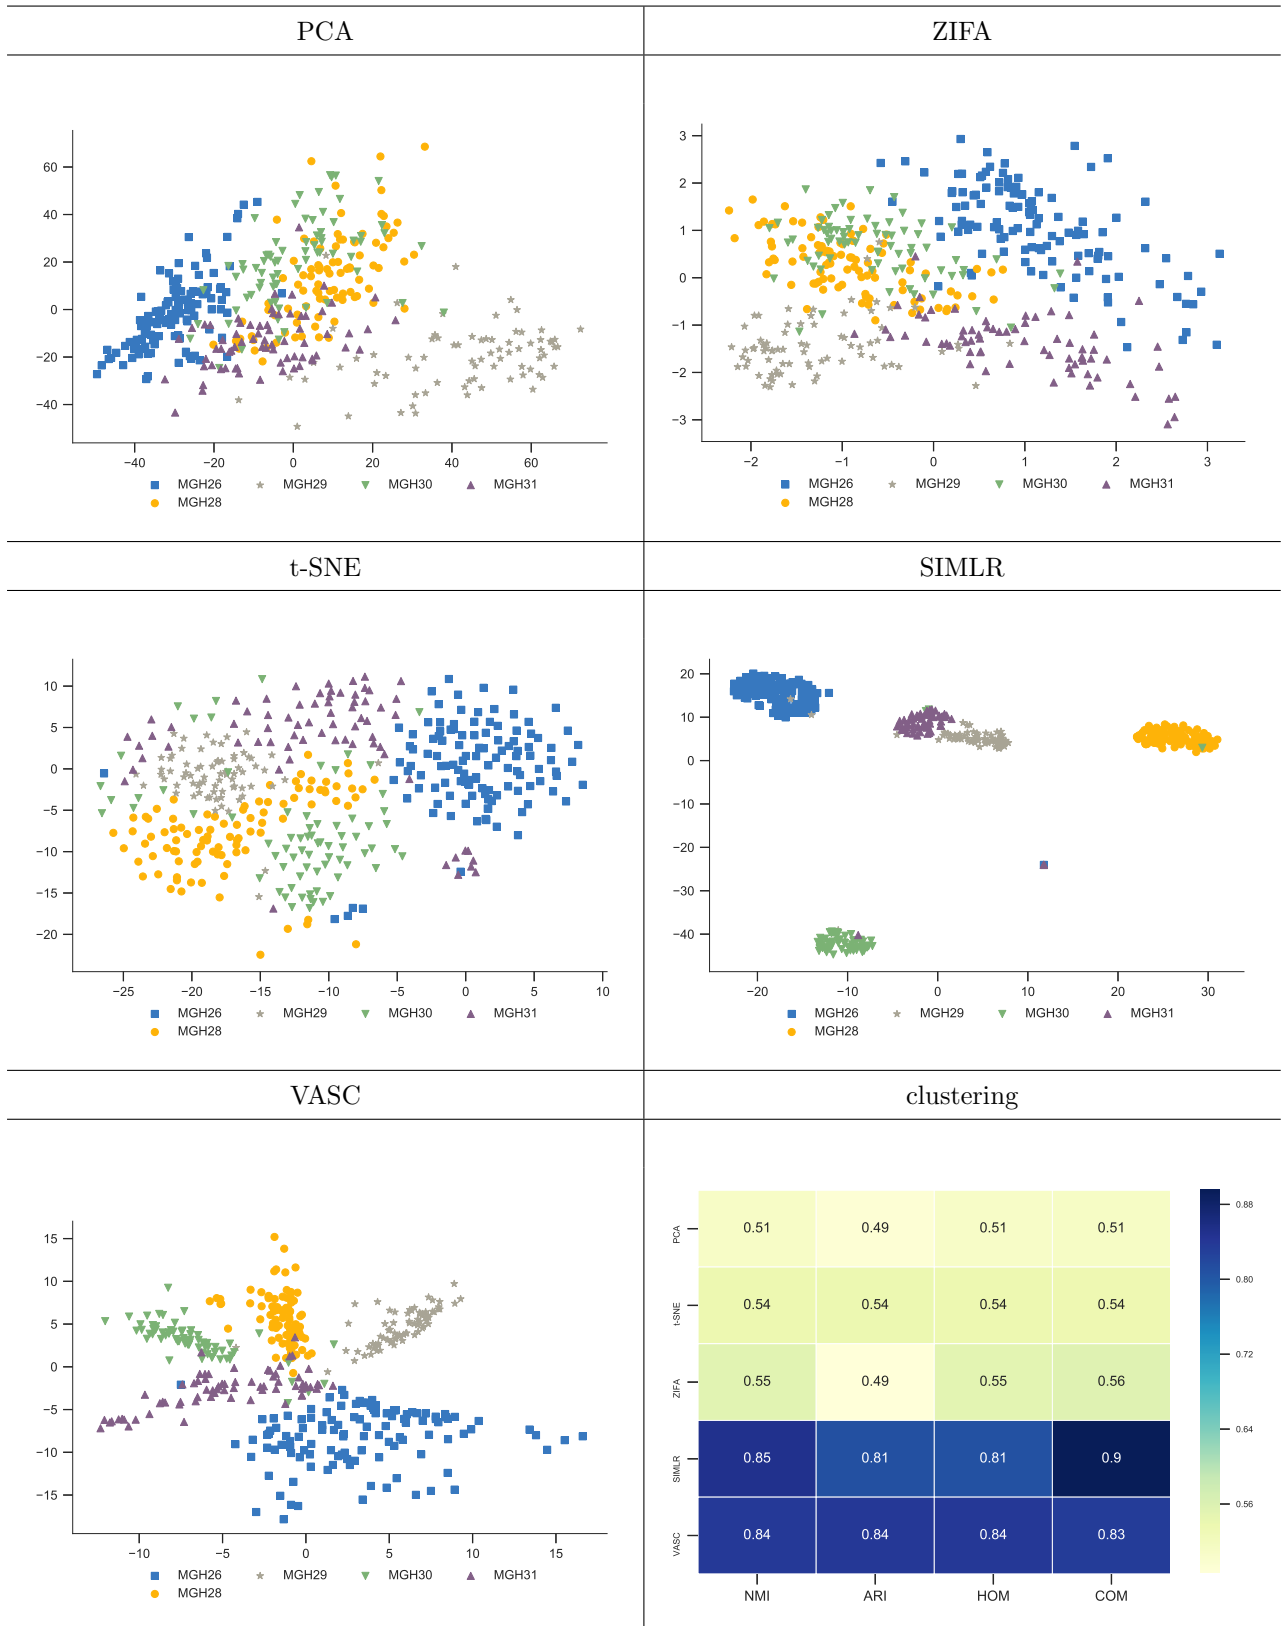 PCA
ZIFA
60
40
20
0
−20
−40
−40 −20 0 20 40 60
MGH26 MGH29 MGH30 MGH31
MGH28
3
2
1
0
−1
−2
−3
−2 −1 0 1 2 3
MGH26 MGH29 MGH30 MGH31
MGH28
t-SNE
SIMLR
10
5
0
−5
−10
−15
−20
−25 −20 −15 −10 −5 0 5 10
MGH26 MGH29 MGH30 MGH31
MGH28
20
10
0
−10
−20
−30
−40
−20 −10 0 10 20 30
MGH26 MGH29 MGH30 MGH31
MGH28
VASC
clustering
15
10
5
0
−5
−10
−15
−10 −5 0 5 10 15
MGH26 MGH29 MGH30 MGH31
MGH28
PCA 0.51 0.49 0.51 0.51
t-SNE 0.54 0.54 0.54 0.54
ZIFA 0.55 0.49 0.55 0.56
SIMLR 0.85 0.81 0.81 0.9
VASC 0.84 0.84 0.84 0.83
NMI ARI HOM COM
0.88
0.80
0.72
0.64
0.56